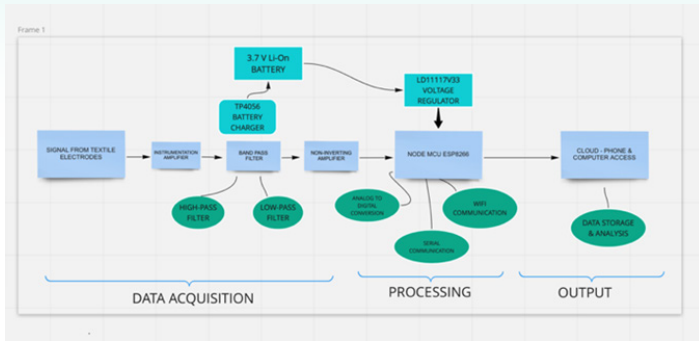 Frame 1
3.7 V Li-On
BATTERY
TP4056
BATTERY
CHARGER
LD11117V33
VOLTAGE
REGULATOR
SIGNAL FROM TEXTILE
ELECTRODES
INSTRUMENTATION
AMPLIFIER
BAND PASS
FILTER
NON-INVERTING
AMPLIFIER
NODE MCU ESP8266
CLOUD - PHONE &
COMPUTER ACCESS
HIGH-PASS
FILTER
LOW-PASS
FILTER
ANALOG TO
DIGITAL
CONVERSION
SERIAL
COMMUNICATION
WIFI
COMMUNICATION
DATA STORAGE
& ANALYSIS
DATA ACQUISITION
PROCESSING
OUTPUT